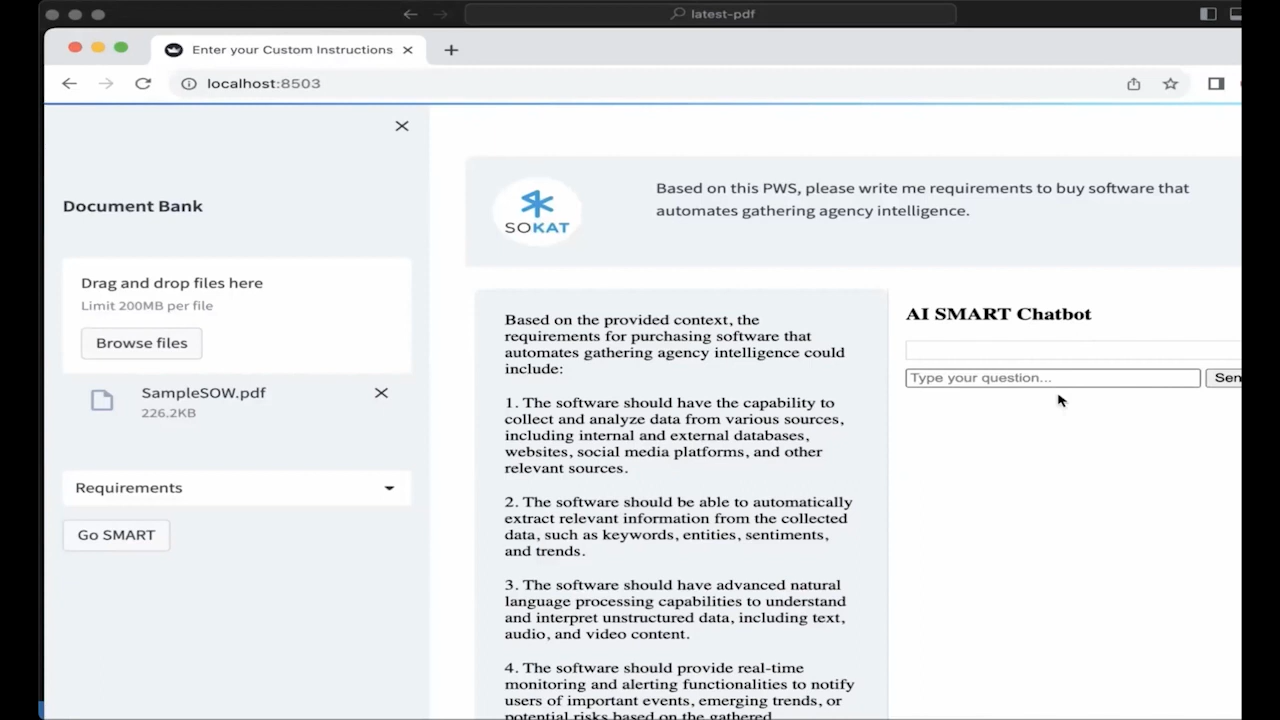 latest-pdf
Enter your Custom Instructions
localhost:8503
Document Bank
Drag and drop files here
Limit 200MB per file
Browse files
SampleSOW.pdf
226.2KB
Requirements
Go SMART
SOKAT
Based on this PWS, please write me requirements to buy software that
automates gathering agency intelligence.
Based on the provided context, the
requirements for purchasing software that
automates gathering agency intelligence could
include:
1. The software should have the capability to
collect and analyze data from various sources,
including internal and external databases,
websites, social media platforms, and other
relevant sources.
2. The software should be able to automatically
extract relevant information from the collected
data, such as keywords, entities, sentiments,
and trends.
3. The software should have advanced natural
language processing capabilities to understand
and interpret unstructured data, including text,
audio, and video content.
4. The software should provide real-time
monitoring and alerting functionalities to notify
users of important events, emerging trends, or
potential risks based on the gathered
AI SMART Chatbot
Type your question...
Sen